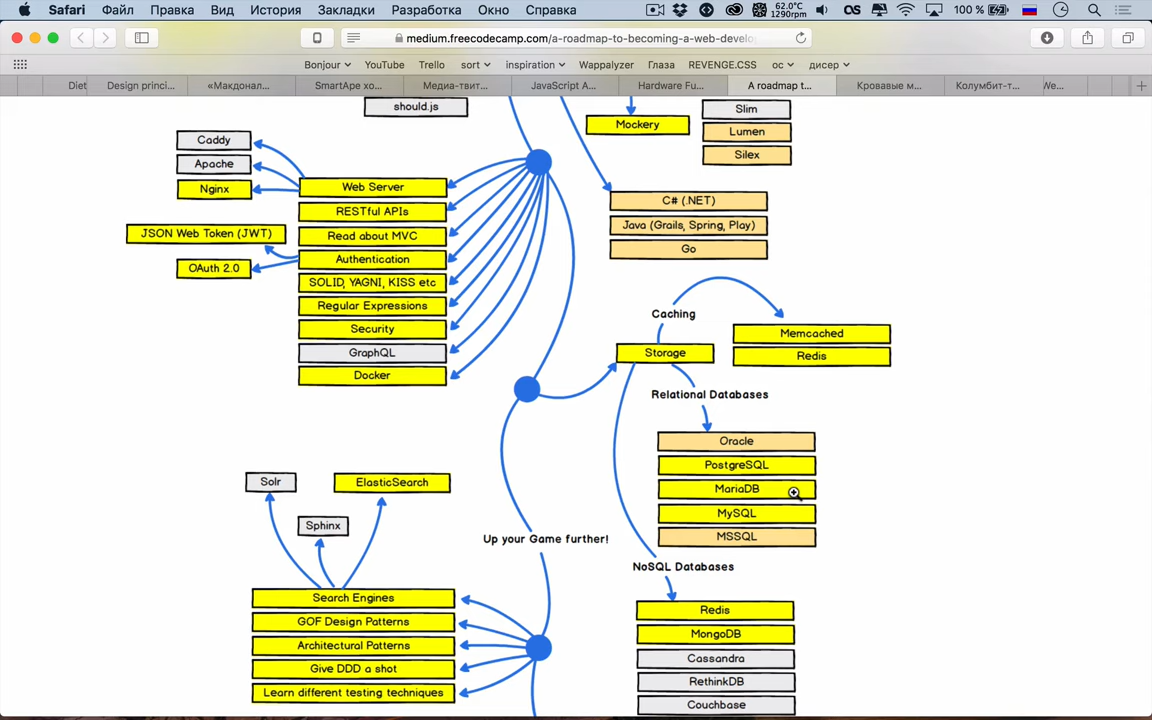 Safari Файл Правка Вид История Закладки Разработка Окно Справка 62.0°C 1290rpm 100 %
medium.freecodecamp.com/a-roadmap-to-becoming-a-web-develo
Bonjour YouTube Trello sort inspiration Wappalyzer Глаза REVENGE.CSS ос дисер
Diet Design princi... «Макдонал... SmartApe хо... Медиа-твит... JavaScript A... Hardware Fu... A roadmap t... Кровавые м... Колумбит-т... We...
should.js
Mockery
Slim
Lumen
Silex
Caddy
Apache
Nginx
Web Server
RESTful APIs
Read about MVC
Authentication
SOLID, YAGNI, KISS etc
Regular Expressions
Security
GraphQL
Docker
JSON Web Token (JWT)
OAuth 2.0
C# (.NET)
Java (Grails, Spring, Play)
Go
Caching
Storage
Memcached
Redis
Relational Databases
Oracle
PostgreSQL
MariaDB
MySQL
MSSQL
NoSQL Databases
Redis
MongoDB
Cassandra
RethinkDB
Couchbase
Up your Game further!
Solr
ElasticSearch
Sphinx
Search Engines
GOF Design Patterns
Architectural Patterns
Give DDD a shot
Learn different testing techniques